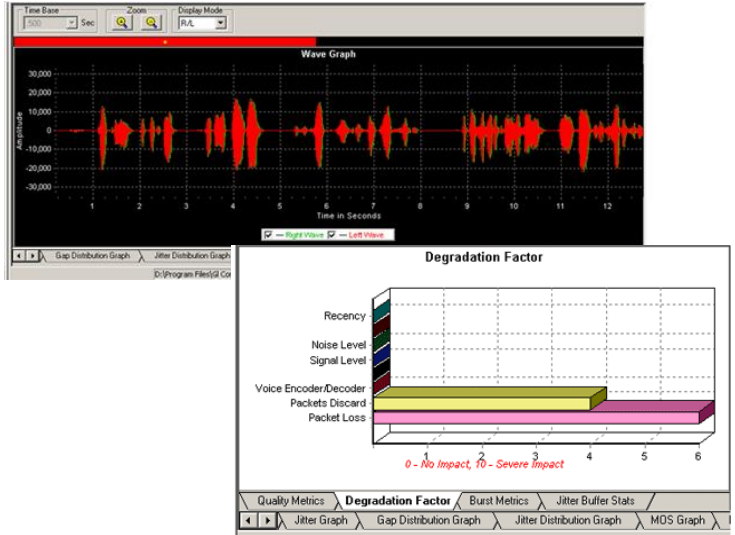 Time Base
.500 Sec
Zoom
Display Mode
R/L
Wave Graph
30,000
20,000
10,000
0
-10,000
-20,000
-30,000
Amplitude
1 2 3 4 5 6 7 8 9 10 11 12
Time in Seconds
Right Wave Left Wave
Gap Distribution Graph Jitter Distribution Graph
D:\Program Files\Gl Co
Degradation Factor
Recency
Noise Level
Signal Level
Voice Encoder/Decoder
Packets Discard
Packet Loss
1 2 3 4 5 6
0 - No Impact, 10 - Severe Impact
Quality Metrics Degradation Factor Burst Metrics Jitter Buffer Stats
Jitter Graph Gap Distribution Graph Jitter Distribution Graph MOS Graph